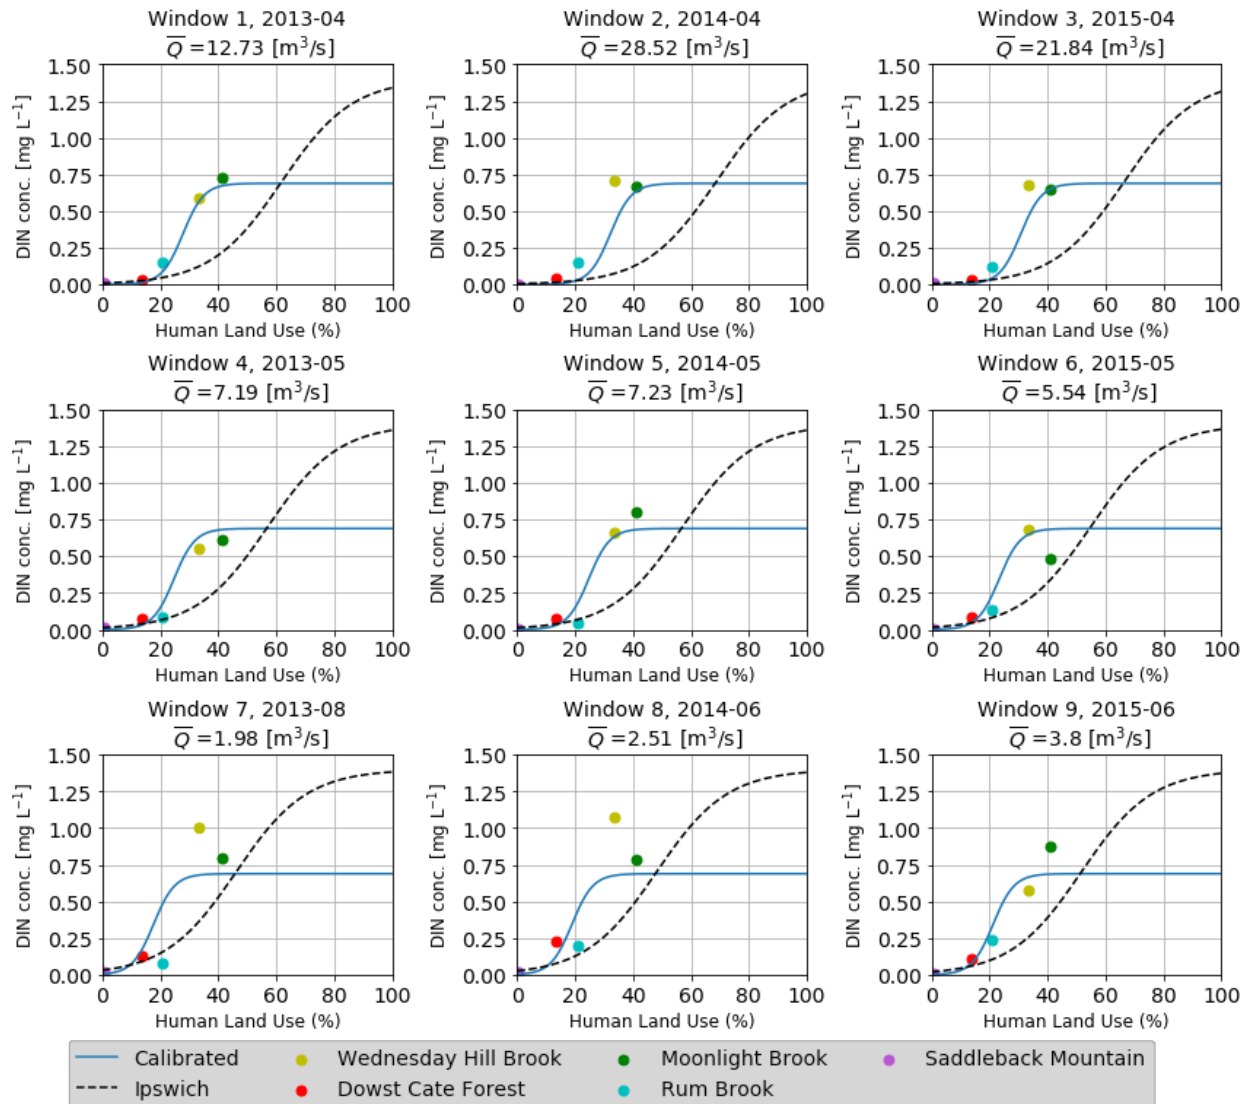 Window 1, 2013-04
Q̅ =12.73 [m³/s]
Window 2, 2014-04
Q̅ =28.52 [m³/s]
Window 3, 2015-04
Q̅ =21.84 [m³/s]
DIN conc. [mg L⁻¹]
1.50
1.25
1.00
0.75
0.50
0.25
0.00
0 20 40 60 80 100
Human Land Use (%)
DIN conc. [mg L⁻¹]
1.50
1.25
1.00
0.75
0.50
0.25
0.00
0 20 40 60 80 100
Human Land Use (%)
DIN conc. [mg L⁻¹]
1.50
1.25
1.00
0.75
0.50
0.25
0.00
0 20 40 60 80 100
Human Land Use (%)
Window 4, 2013-05
Q̅ =7.19 [m³/s]
Window 5, 2014-05
Q̅ =7.23 [m³/s]
Window 6, 2015-05
Q̅ =5.54 [m³/s]
DIN conc. [mg L⁻¹]
1.50
1.25
1.00
0.75
0.50
0.25
0.00
0 20 40 60 80 100
Human Land Use (%)
DIN conc. [mg L⁻¹]
1.50
1.25
1.00
0.75
0.50
0.25
0.00
0 20 40 60 80 100
Human Land Use (%)
DIN conc. [mg L⁻¹]
1.50
1.25
1.00
0.75
0.50
0.25
0.00
0 20 40 60 80 100
Human Land Use (%)
Window 7, 2013-08
Q̅ =1.98 [m³/s]
Window 8, 2014-06
Q̅ =2.51 [m³/s]
Window 9, 2015-06
Q̅ =3.8 [m³/s]
DIN conc. [mg L⁻¹]
1.50
1.25
1.00
0.75
0.50
0.25
0.00
0 20 40 60 80 100
Human Land Use (%)
DIN conc. [mg L⁻¹]
1.50
1.25
1.00
0.75
0.50
0.25
0.00
0 20 40 60 80 100
Human Land Use (%)
DIN conc. [mg L⁻¹]
1.50
1.25
1.00
0.75
0.50
0.25
0.00
0 20 40 60 80 100
Human Land Use (%)
Calibrated
Wednesday Hill Brook
Moonlight Brook
Saddleback Mountain
Ipswich
Dowst Cate Forest
Rum Brook